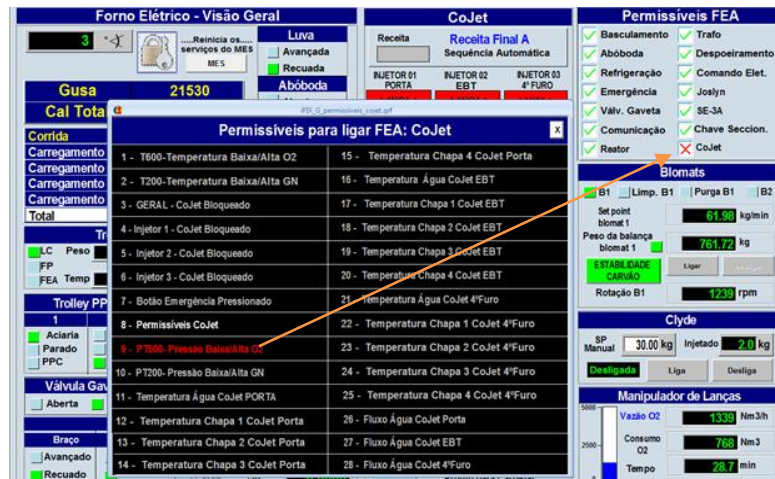 Forno Elétrico - Visão Geral
3
.....Reinicia os.....
serviços do MES
MES
Luva
Avançada
Recuada
Abóboda
Gusa
21530
Cal Tota
Corrida
Carregamento
Carregamento
Carregamento
Carregamento
Total
LC Peso
FP
FEA Temp
Trolley PP
1
Aciaria
Parado
PPC
Válvula Gav
Aberta
Braço
Avançado
Recuado
CoJet
Receita
Receita Final A
Sequência Automática
INJETOR 01
PORTA
INJETOR 02
EBT
INJETOR 03
4º FURO
iFIX_G_permissiveis_cojet.grf
Permissíveis para ligar FEA: CoJet
X
1 - T600-Temperatura Baixa/Alta O2
2 - T200-Temperatura Baixa/Alta GN
3 - GERAL - CoJet Bloqueado
4 - Injetor 1 - CoJet Bloqueado
5 - Injetor 2 - CoJet Bloqueado
6 - Injetor 3 - CoJet Bloqueado
7 - Botão Emergência Pressionado
8 - Permissíveis CoJet
9 - PT600- Pressão Baixa/Alta O2
10 - PT200- Pressão Baixa/Alta GN
11 - Temperatura Água CoJet PORTA
12 - Temperatura Chapa 1 CoJet Porta
13 - Temperatura Chapa 2 CoJet Porta
14 - Temperatura Chapa 3 CoJet Porta
15 - Temperatura Chapa 4 CoJet Porta
16 - Temperatura Água CoJet EBT
17 - Temperatura Chapa 1 CoJet EBT
18 - Temperatura Chapa 2 CoJet EBT
19 - Temperatura Chapa 3 CoJet EBT
20 - Temperatura Chapa 4 CoJet EBT
21 - Temperatura Água CoJet 4ºFuro
22 - Temperatura Chapa 1 CoJet 4ºFuro
23 - Temperatura Chapa 2 CoJet 4ºFuro
24 - Temperatura Chapa 3 CoJet 4ºFuro
25 - Temperatura Chapa 4 CoJet 4ºFuro
26 - Fluxo Água CoJet Porta
27 - Fluxo Água CoJet EBT
28 - Fluxo Água CoJet 4ºFuro
Permissíveis FEA
Basculamento Trafo
Abóboda Despoeiramento
Refrigeração Comando Elet.
Emergência Joslyn
Válv. Gaveta SE-3A
Comunicação Chave Seccion.
Reator CoJet
Blomats
B1 Limp. B1 Purga B1 B2
Set point
blomat 1
61.98 kg/min
Peso da balança
blomat 1
761.72 kg
ESTABILIDADE
CARVÃO
Ligar
Rotação B1 1239 rpm
Clyde
SP
Manual
30.00 kg Injetado 2.0 kg
Desligada Liga Desliga
Manipulador de Lanças
5000
2500
Vazão O2 1339 Nm3/h
Consumo
O2
768 Nm3
Tempo 28.7 min